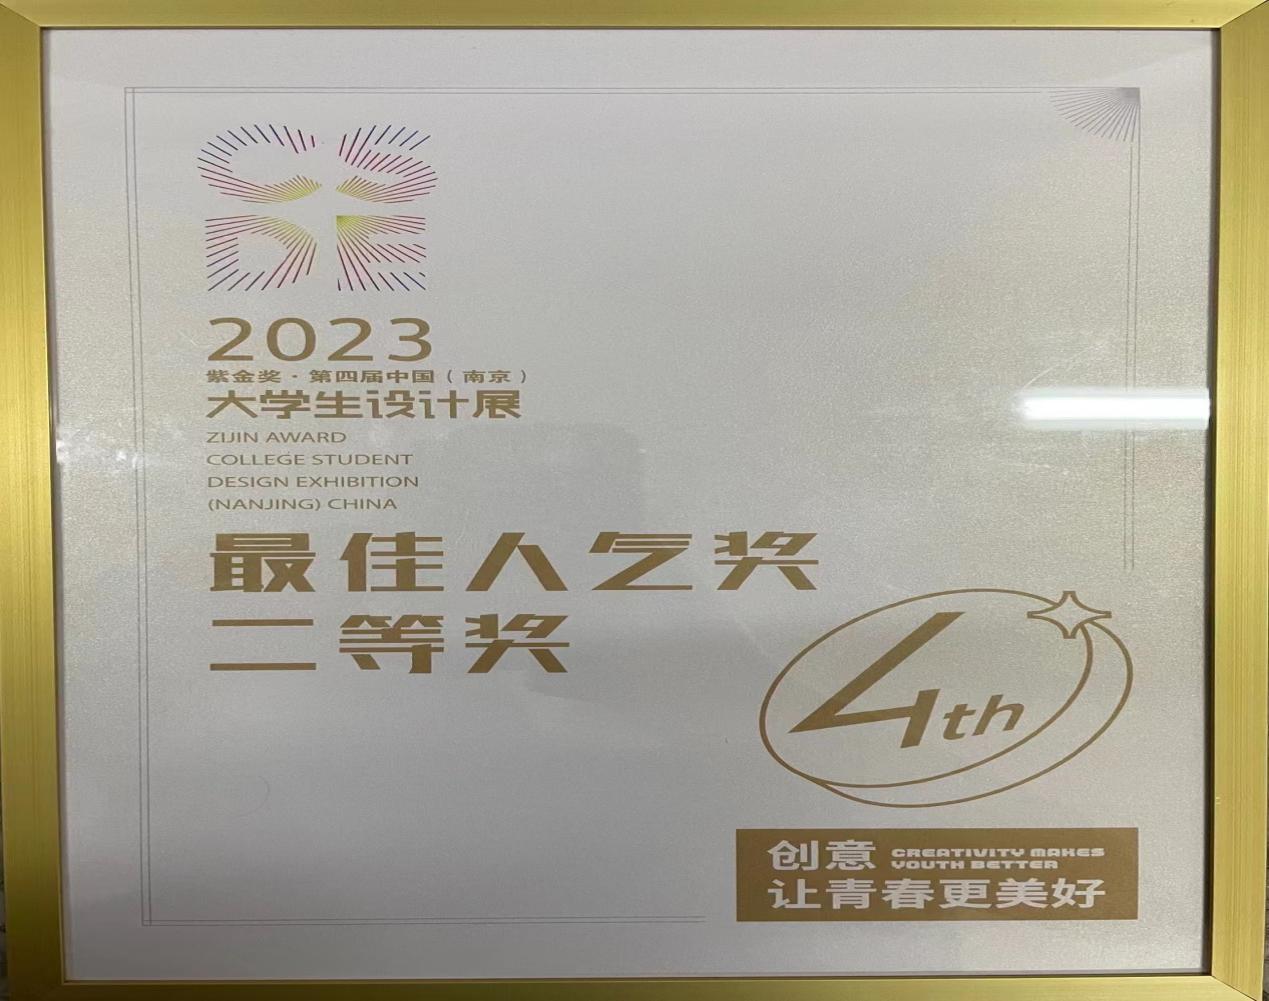 CSDE
2023
紫金奖·第四届中国（南京）
大学生设计展
ZIJIN AWARD
COLLEGE STUDENT
DESIGN EXHIBITION
(NANJING) CHINA
最佳人气奖
二等奖
4th
创意 CREATIVITY MAKES
YOUTH BETTER
让青春更美好